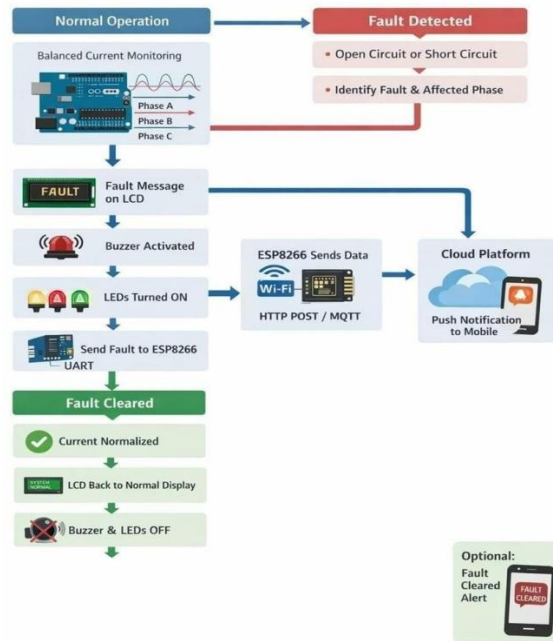 Normal Operation
Fault Detected
Balanced Current Monitoring
Phase A
Phase B
Phase C
• Open Circuit or Short Circuit
• Identify Fault & Affected Phase
FAULT
Fault Message
on LCD
Buzzer Activated
LEDs Turned ON
Send Fault to ESP8266
UART
ESP8266 Sends Data
Wi-Fi
HTTP POST / MQTT
Cloud Platform
Push Notification
to Mobile
Fault Cleared
Current Normalized
SYSTEM
NORMAL
LCD Back to Normal Display
Buzzer & LEDs OFF
Optional:
Fault
Cleared
Alert
FAULT
CLEARED